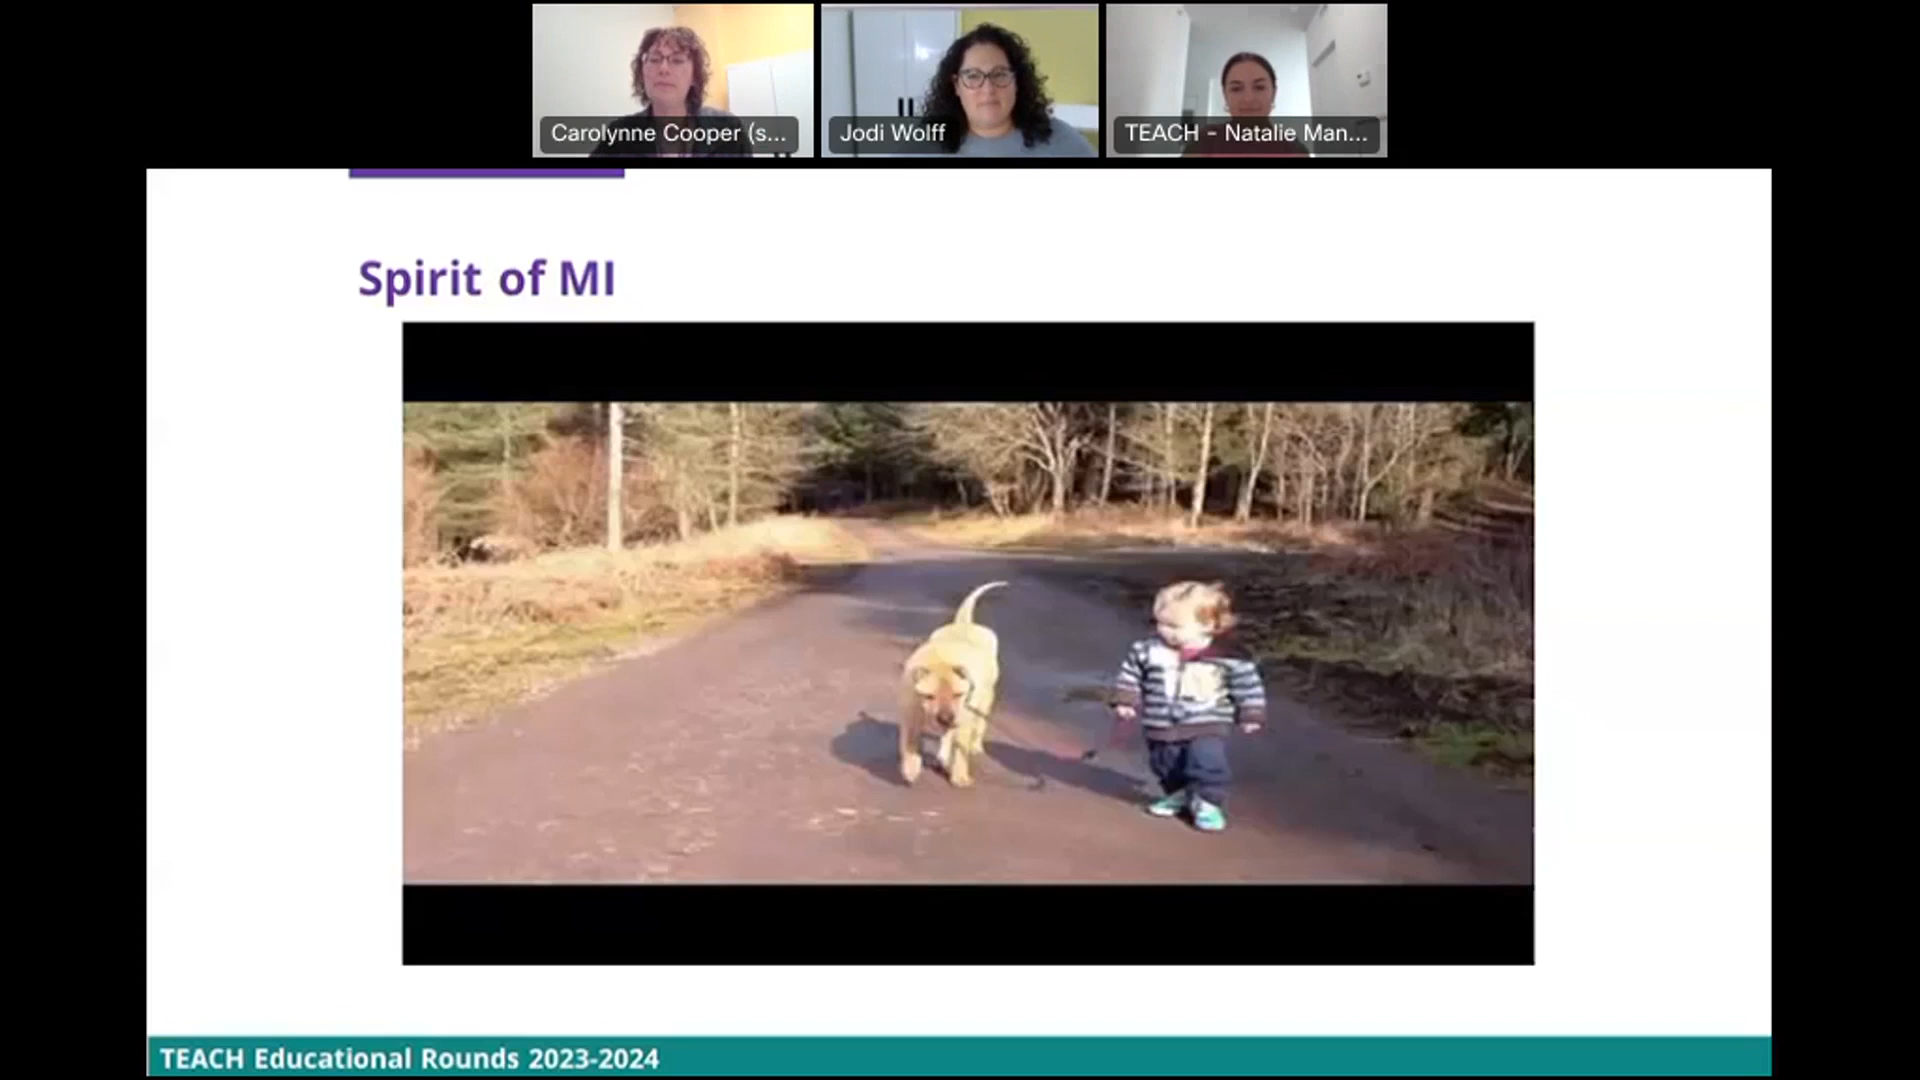 Carolynne Cooper (s...
Jodi Wolff
TEACH - Natalie Man...
Spirit of MI
TEACH Educational Rounds 2023-2024